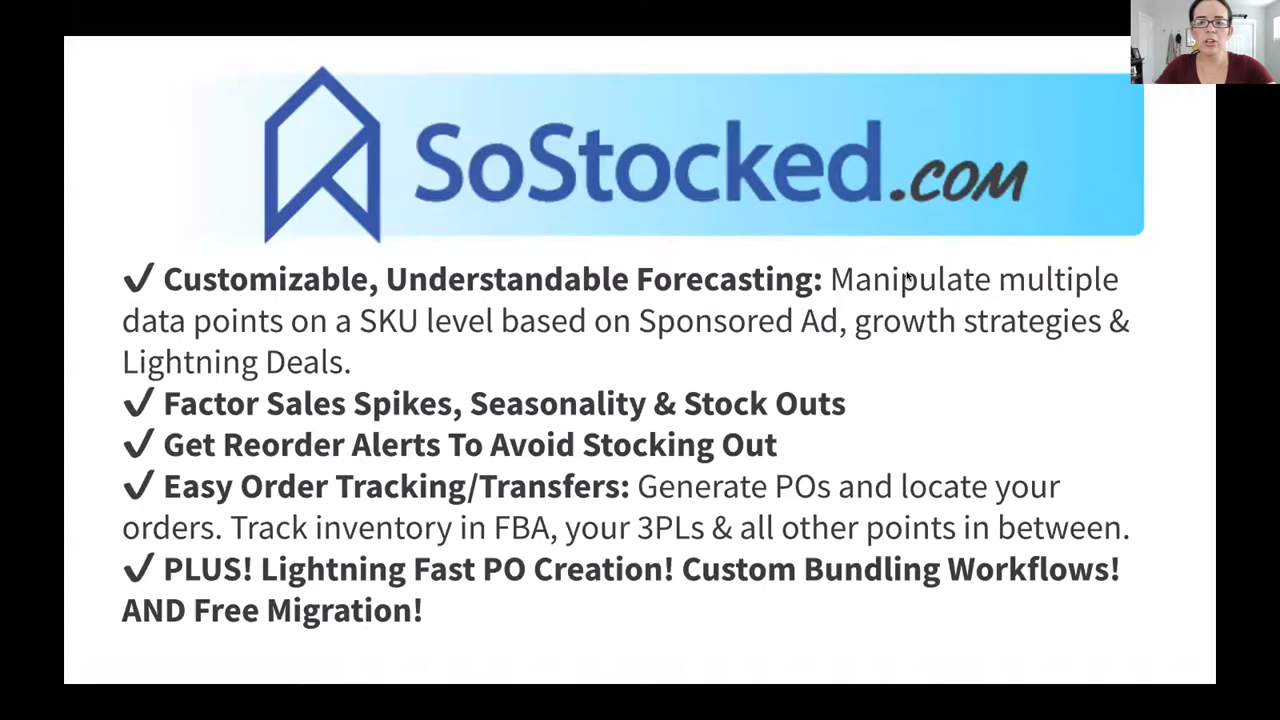 SoStocked.com
✔ Customizable, Understandable Forecasting: Manipulate multiple
data points on a SKU level based on Sponsored Ad, growth strategies &
Lightning Deals.
✔ Factor Sales Spikes, Seasonality & Stock Outs
✔ Get Reorder Alerts To Avoid Stocking Out
✔ Easy Order Tracking/Transfers: Generate POs and locate your
orders. Track inventory in FBA, your 3PLs & all other points in between.
✔ PLUS! Lightning Fast PO Creation! Custom Bundling Workflows!
AND Free Migration!